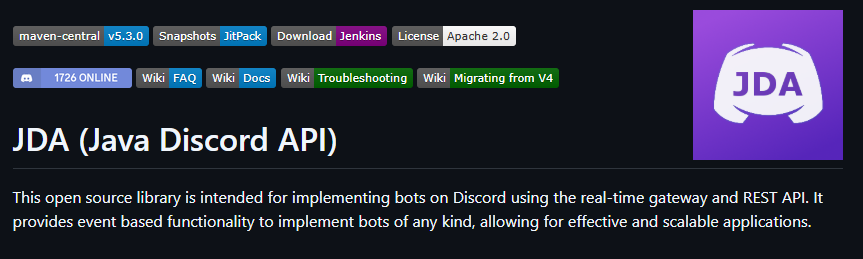 maven-central v5.3.0 Snapshots JitPack Download Jenkins License Apache 2.0
1726 ONLINE Wiki FAQ Wiki Docs Wiki Troubleshooting Wiki Migrating from V4
JDA
JDA (Java Discord API)
This open source library is intended for implementing bots on Discord using the real-time gateway and REST API. It
provides event based functionality to implement bots of any kind, allowing for effective and scalable applications.